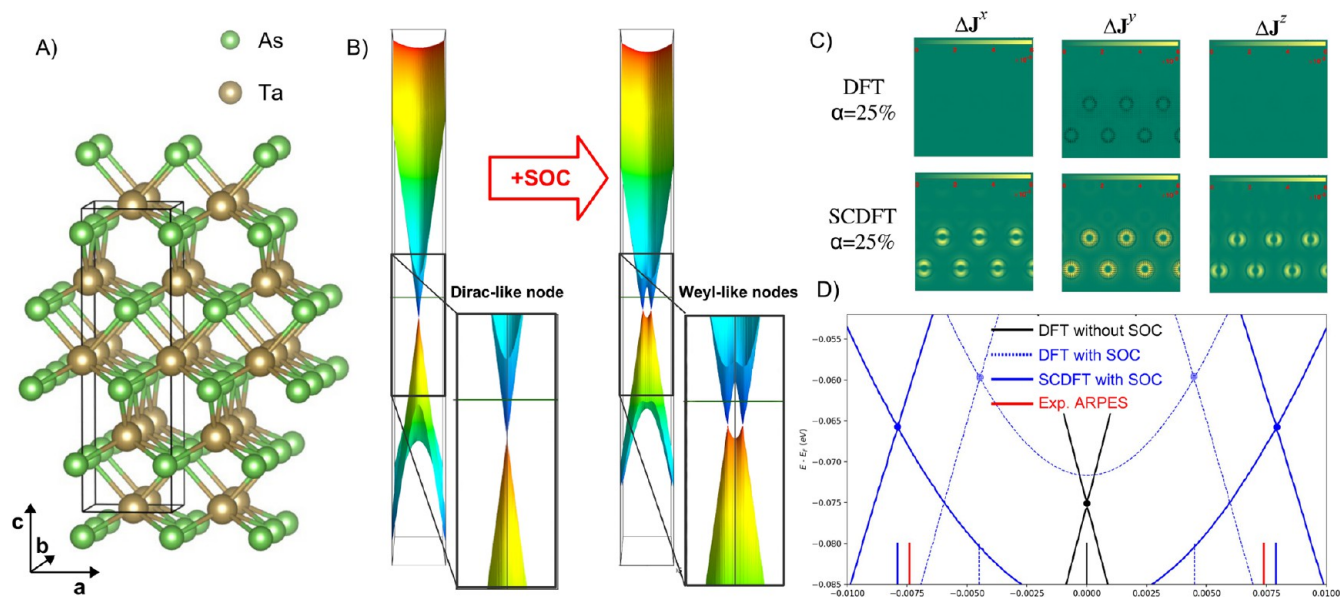 A)
As
Ta
c
b
a
B)
+SOC
Dirac-like node
Weyl-like nodes
C)
ΔJˣ
ΔJʸ
ΔJᶻ
DFT
α=25%
SCDFT
α=25%
D)
DFT without SOC
DFT with SOC
SCDFT with SOC
Exp. ARPES
E - E_F (eV)
−0.055
−0.060
−0.065
−0.070
−0.075
−0.080
−0.085
−0.0100
−0.0075
−0.0050
−0.0025
0.0000
0.0025
0.0050
0.0075
0.0100